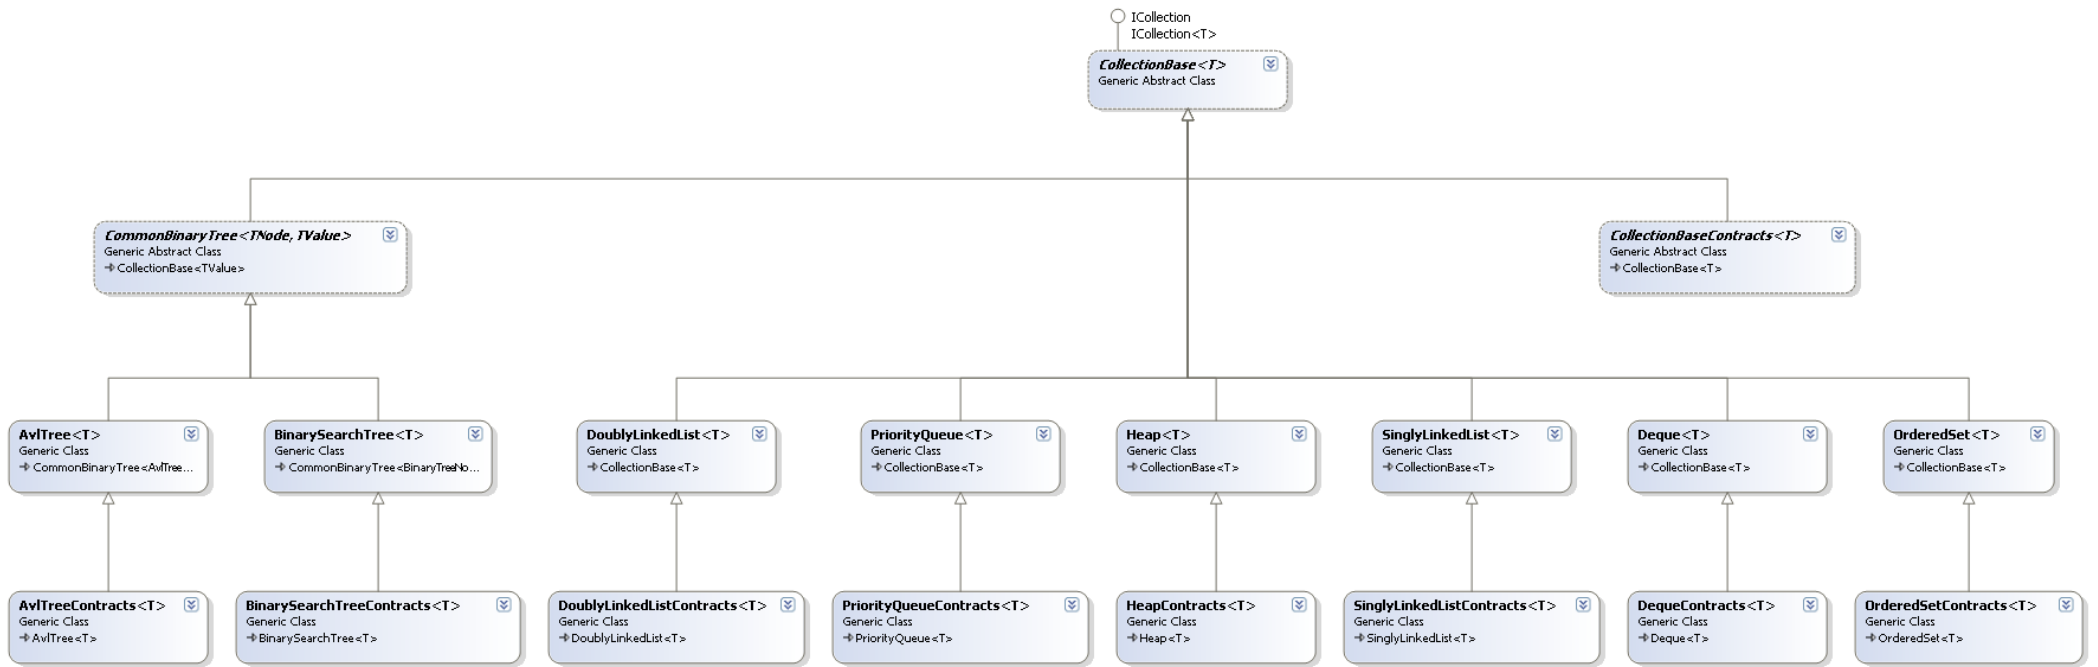 ICollection
ICollection<T>
CollectionBase<T>
Generic Abstract Class
CommonBinaryTree<TNode, TValue>
Generic Abstract Class
CollectionBase<TValue>
CollectionBaseContracts<T>
Generic Abstract Class
CollectionBase<T>
AvlTree<T>
Generic Class
CommonBinaryTree<AvlTree...
BinarySearchTree<T>
Generic Class
CommonBinaryTree<BinaryTreeNo...
DoublyLinkedList<T>
Generic Class
CollectionBase<T>
PriorityQueue<T>
Generic Class
CollectionBase<T>
Heap<T>
Generic Class
CollectionBase<T>
SinglyLinkedList<T>
Generic Class
CollectionBase<T>
Deque<T>
Generic Class
CollectionBase<T>
OrderedSet<T>
Generic Class
CollectionBase<T>
AvlTreeContracts<T>
Generic Class
AvlTree<T>
BinarySearchTreeContracts<T>
Generic Class
BinarySearchTree<T>
DoublyLinkedListContracts<T>
Generic Class
DoublyLinkedList<T>
PriorityQueueContracts<T>
Generic Class
PriorityQueue<T>
HeapContracts<T>
Generic Class
Heap<T>
SinglyLinkedListContracts<T>
Generic Class
SinglyLinkedList<T>
DequeContracts<T>
Generic Class
Deque<T>
OrderedSetContracts<T>
Generic Class
OrderedSet<T>